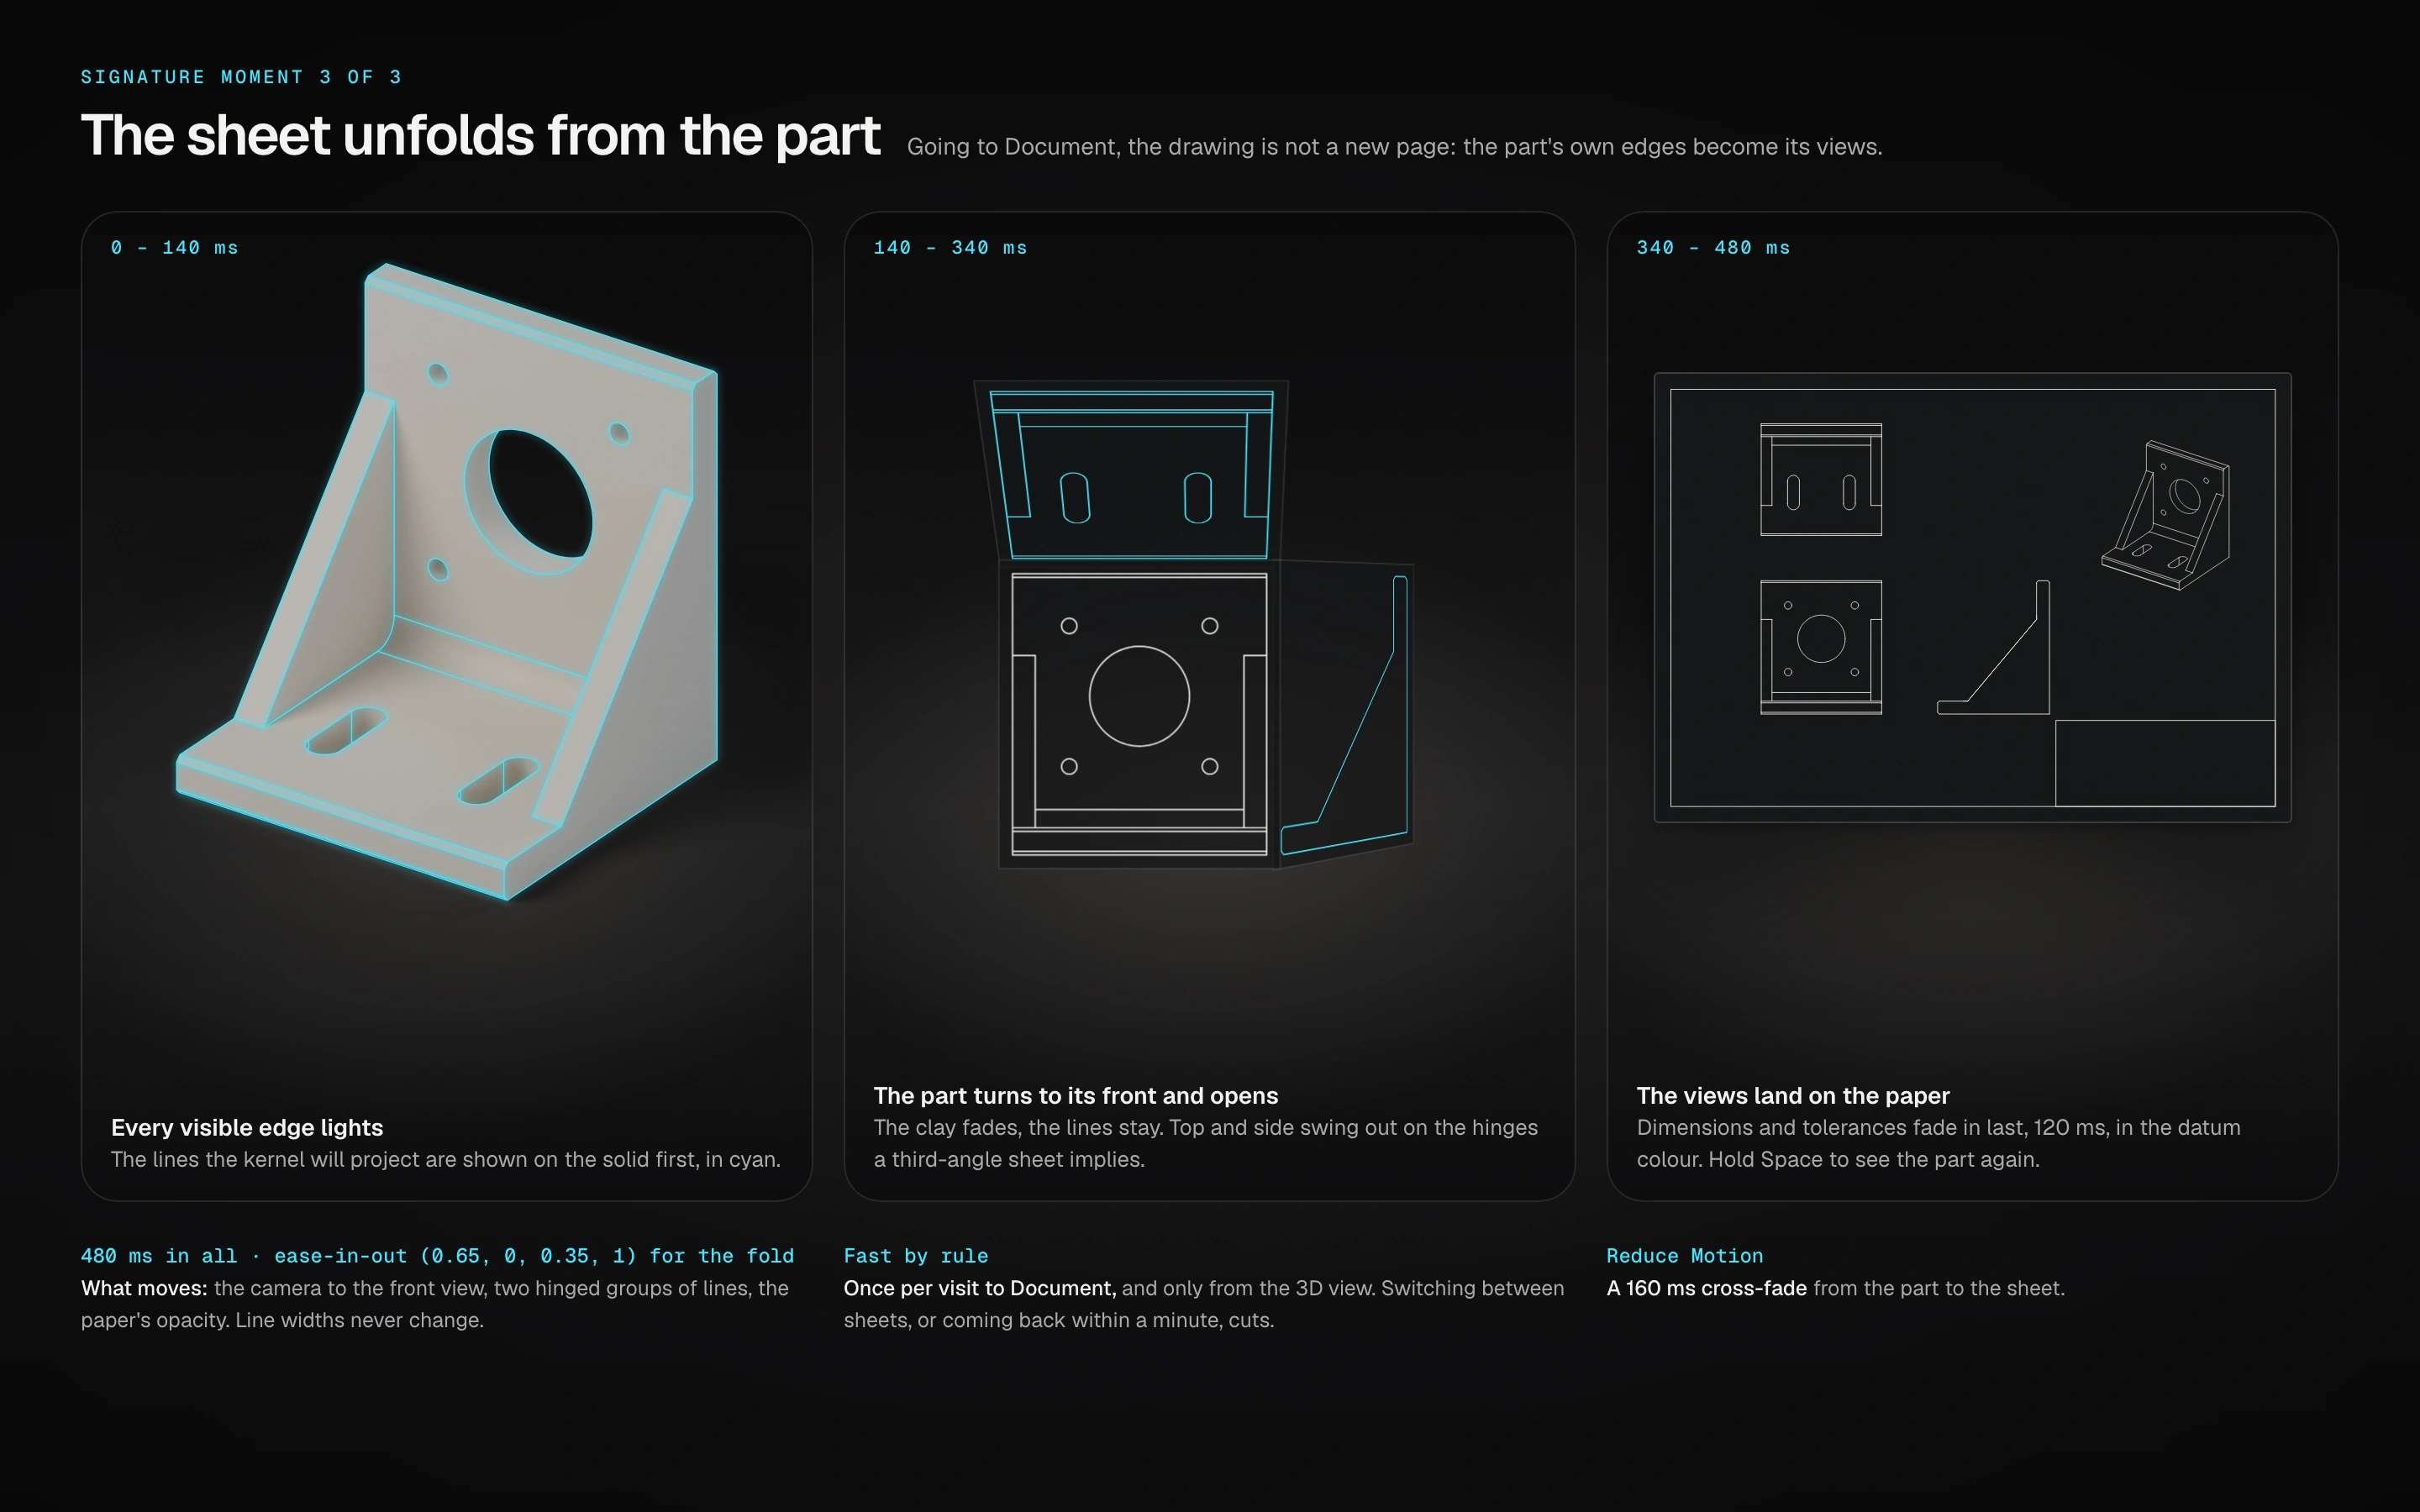 SIGNATURE MOMENT 3 OF 3
The sheet unfolds from the part
Going to Document, the drawing is not a new page: the part's own edges become its views.
0 – 140 ms
Every visible edge lights
The lines the kernel will project are shown on the solid first, in cyan.
140 – 340 ms
The part turns to its front and opens
The clay fades, the lines stay. Top and side swing out on the hinges
a third-angle sheet implies.
340 – 480 ms
The views land on the paper
Dimensions and tolerances fade in last, 120 ms, in the datum
colour. Hold Space to see the part again.
480 ms in all · ease-in-out (0.65, 0, 0.35, 1) for the fold
What moves: the camera to the front view, two hinged groups of lines, the
paper's opacity. Line widths never change.
Fast by rule
Once per visit to Document, and only from the 3D view. Switching between
sheets, or coming back within a minute, cuts.
Reduce Motion
A 160 ms cross-fade from the part to the sheet.